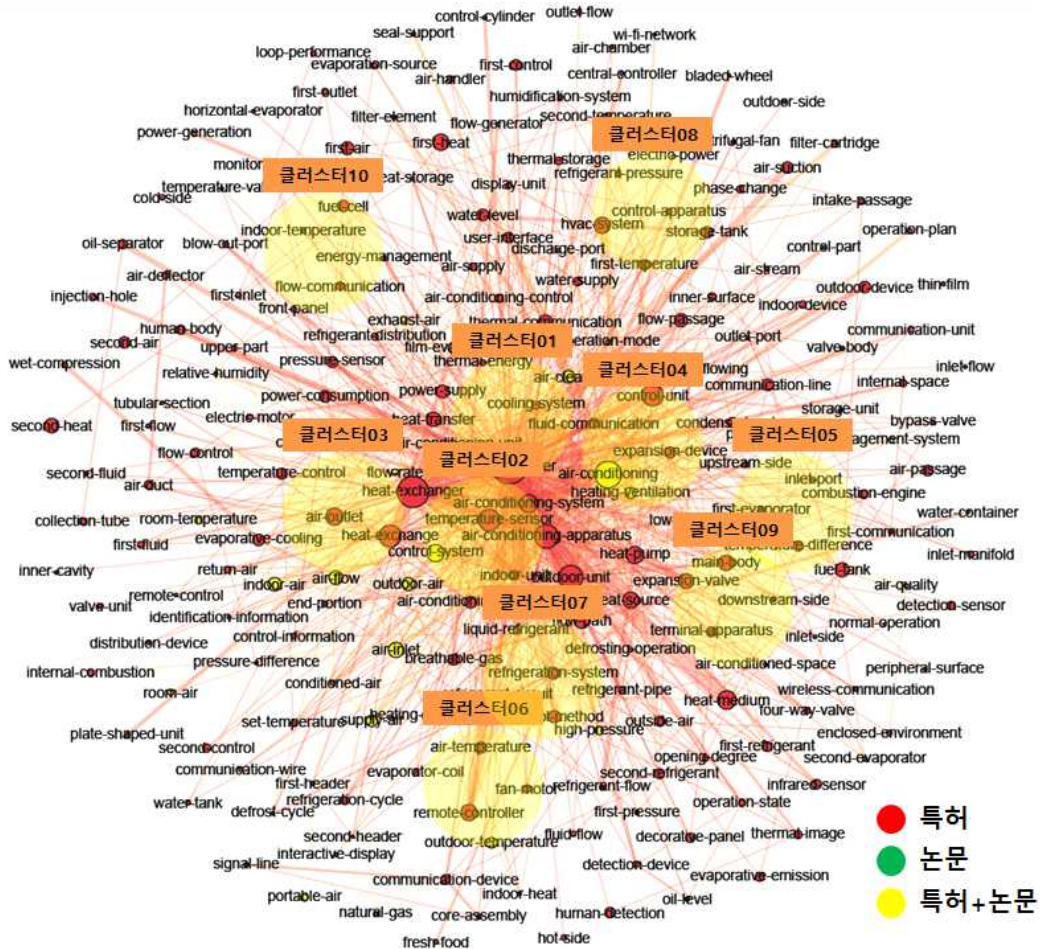 control-cylinder
outlet-flow
seal-support
wi-fi-network
loop-performance
air-chamber
evaporation-source
first-control
central-controller
bladed-wheel
air-handler
first-outlet
humidification-system
outdoor-side
horizontal-evaporator
filter-element
second-temperature
flow-generator
power-generation
클러스터08
filter-cartridge
first-air
first-heat
electro-power
monitor
thermal-storage
air-suction
클러스터10
refrigerant-pressure
display-unit
phase-change
cold-side
fuel-cell
intake-passage
water-level
control-apparatus
hvac-system
operation-plan
indoor-temperature
user-interface
storage-tank
oil-separator
blow-out-port
discharge-port
control-part
energy-management
air-supply
first-temperature
air-stream
air-deflector
water-supply
outdoor-device
thin-film
flow-communication
injection-hole
first-inlet
air-conditioning-control
inner-surface
indoor-device
front-panel
exhaust-air
thermal-communication
flow-passage
human-body
refrigerant-distribution
outlet-port
communication-unit
second-air
클러스터01
upper-part
valve-body
wet-compression
pressure-sensor
thermal-energy
클러스터04
flowing
inlet-flow
relative-humidity
power-supply
communication-line
internal-space
power-consumption
cooling-system
control-unit
tubular-section
storage-unit
electric-motor
heat-transfer
fluid-communication
bypass-valve
second-heat
first-flow
클러스터03
클러스터05
flow-control
클러스터02
expansion-device
upstream-side
second-fluid
temperature-control
flow-rate
air-conditioning
air-passage
inlet-port
air-duct
heat-exchanger
heating-ventilation
combustion-engine
air-conditioning-system
first-evaporator
water-container
collection-tube
room-temperature
air-outlet
temperature-sensor
클러스터09
first-communication
evaporative-cooling
heat-exchange
air-conditioning-apparatus
first-fluid
control-system
heat-pump
temperature-difference
inlet-manifold
main-body
inner-cavity
return-air
air-flow
indoor-unit
outdoor-unit
fuel-tank
remote-control
indoor-air
outdoor-air
expansion-valve
air-quality
valve-unit
end-portion
클러스터07
downstream-side
detection-sensor
identification-information
normal-operation
distribution-device
control-information
liquid-refrigerant
terminal-apparatus
inlet-side
air-inlet
defrosting-operation
internal-combustion
pressure-difference
breathable-gas
air-conditioned-space
peripheral-surface
conditioned-air
refrigeration-system
room-air
refrigerant-pipe
wireless-communication
클러스터06
heat-medium
plate-shaped-unit
set-temperature
supply-air
outside-air
four-way-valve
high-pressure
enclosed-environment
second-control
air-temperature
opening-degree
first-refrigerant
second-evaporator
communication-wire
evaporator-coil
second-refrigerant
first-header
fan-motor
refrigerant-flow
infrared-sensor
water-tank
refrigeration-cycle
operation-state
defrost-cycle
remote-controller
first-pressure
second-header
fluid-flow
decorative-panel
thermal-image
interactive-display
outdoor-temperature
signal-line
detection-device
communication-device
evaporative-emission
portable-air
indoor-heat
oil-level
natural-gas
core-assembly
human-detection
fresh-food
hot-side
특허
논문
특허+논문